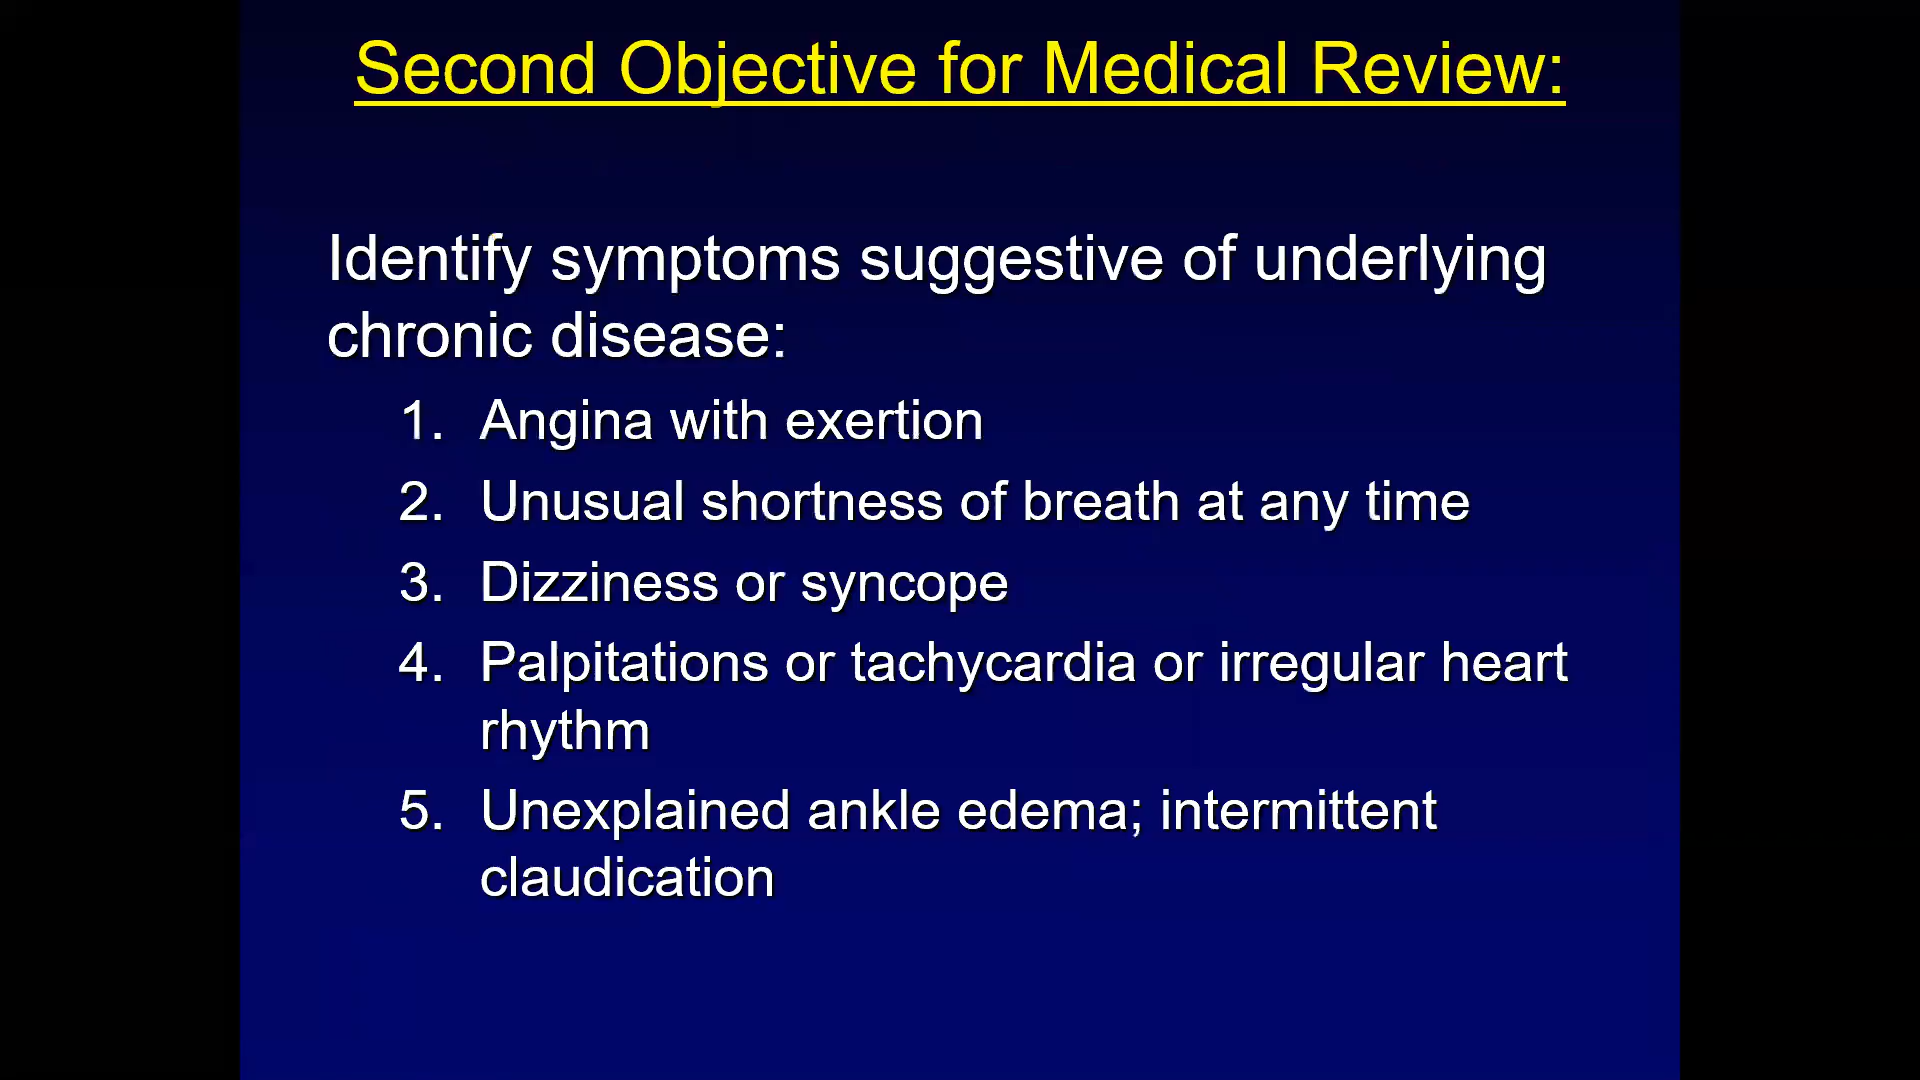 Second Objective for Medical Review:
Identify symptoms suggestive of underlying
chronic disease:
1. Angina with exertion
2. Unusual shortness of breath at any time
3. Dizziness or syncope
4. Palpitations or tachycardia or irregular heart
rhythm
5. Unexplained ankle edema; intermittent
claudication